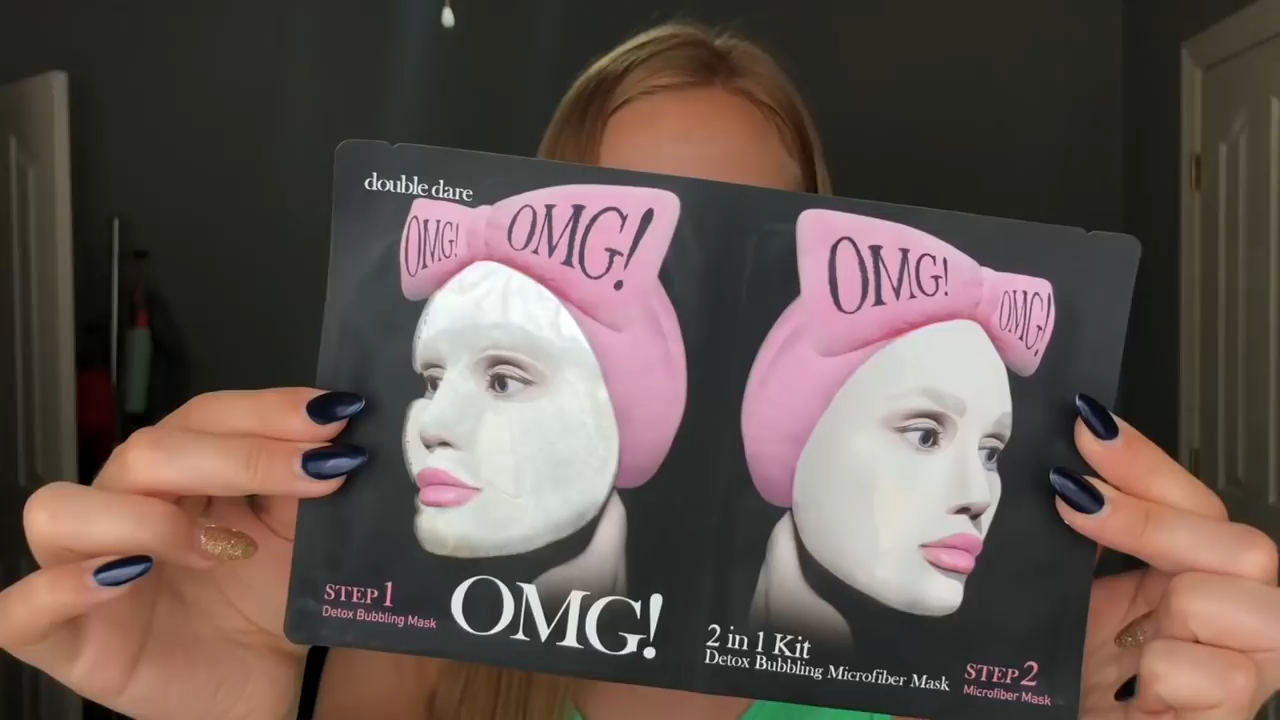 double dare
OMG!
OMG!
OMG!
OMG!
STEP 1
Detox Bubbling Mask
OMG!
2 in 1 Kit
Detox Bubbling Microfiber Mask
STEP 2
Microfiber Mask